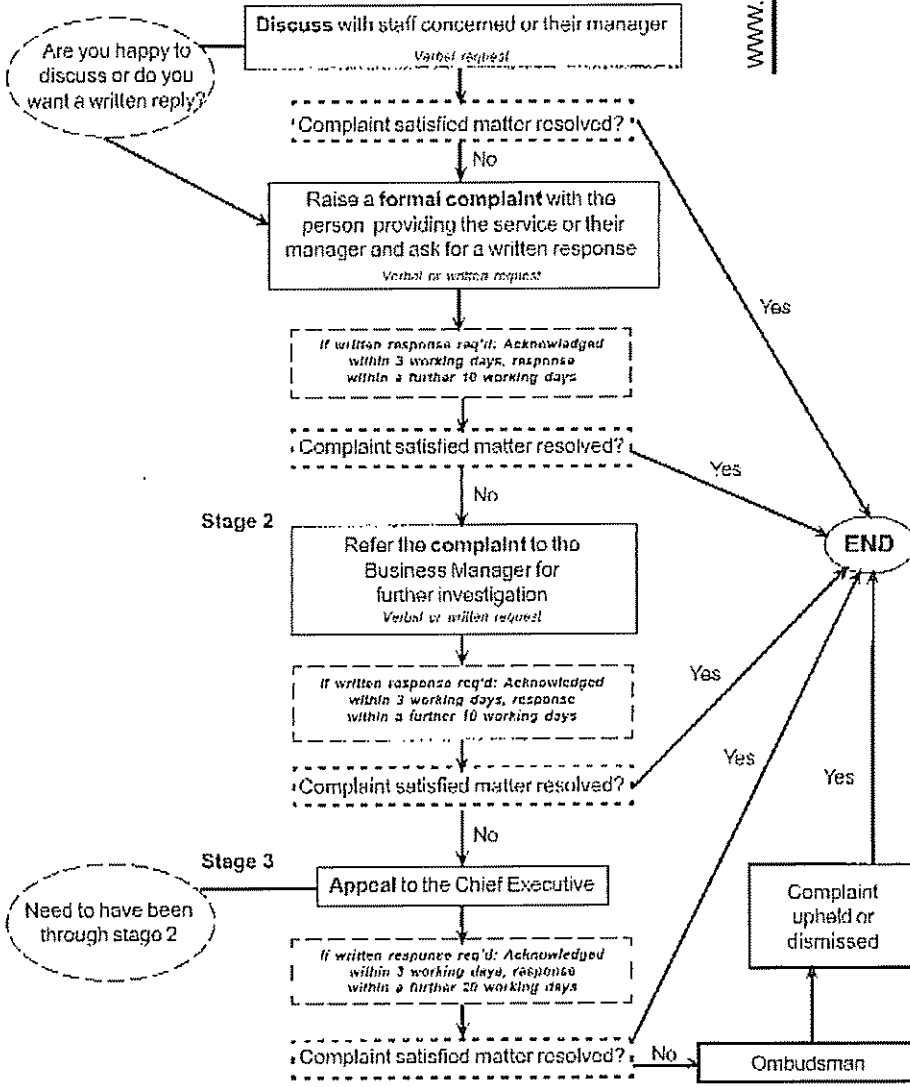 www.
Discuss with staff concerned or their manager
Verbal request
Are you happy to
discuss or do you
want a written reply?
Complaint satisfied matter resolved?
No
Yes
Raise a formal complaint with the
person providing the service or their
manager and ask for a written response
Verbal or written request
If written response req'd: Acknowledged
within 3 working days, response
within a further 10 working days
Complaint satisfied matter resolved?
Yes
No
Stage 2
Refer the complaint to the
Business Manager for
further investigation
Verbal or written request
END
If written response req'd: Acknowledged
within 3 working days, response
within a further 10 working days
Yes
Complaint satisfied matter resolved?
Yes
Yes
No
Stage 3
Appeal to the Chief Executive
Need to have been
through stage 2
Complaint
upheld or
dismissed
If written response req'd: Acknowledged
within 3 working days, response
within a further 20 working days
Complaint satisfied matter resolved?
No
Ombudsman